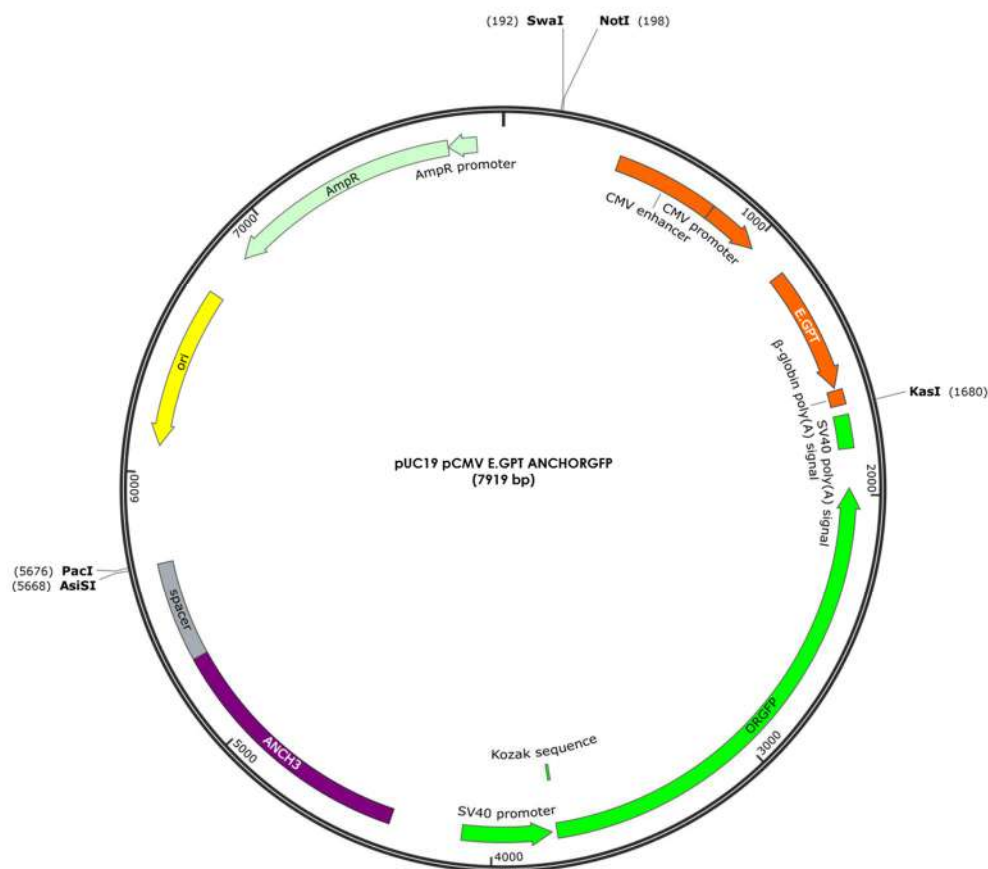 (192) SwaI NotI (198)
AmpR promoter
AmpR
CMV enhancer
CMV promoter
1000
7000
E.GPT
ori
β-globin poly(A) signal
SV40 poly(A) signal
KasI (1680)
pUC19 pCMV E.GPT ANCHORGFP
(7919 bp)
2000
6000
(5676) PacI
(5668) AsiSI
spacer
ORGFP
3000
5000
ANCH3
Kozak sequence
SV40 promoter
4000